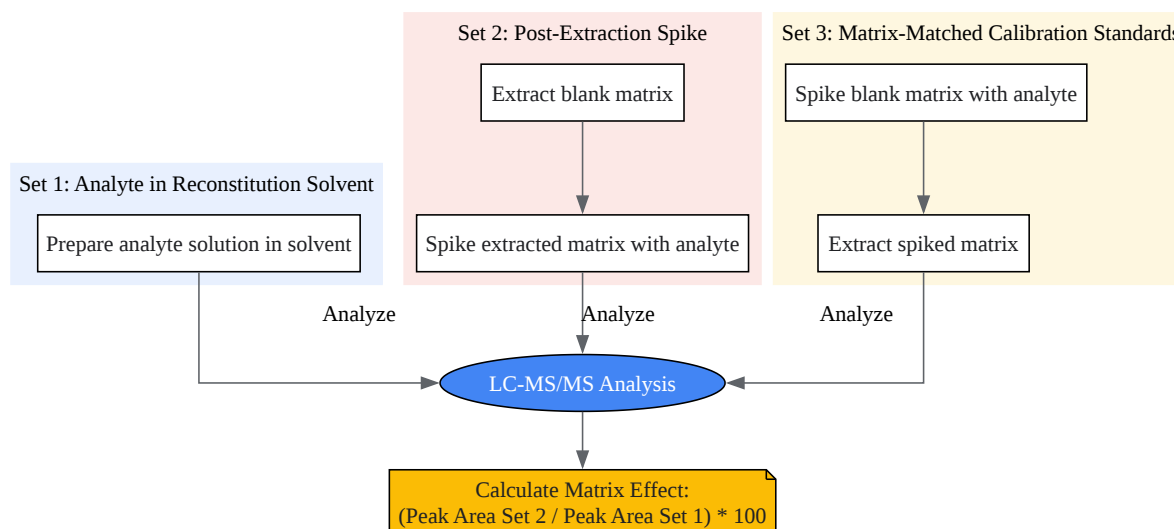 Set 2: Post-Extraction Spike
Set 3: Matrix-Matched Calibration Standards
Extract blank matrix
Spike blank matrix with analyte
Set 1: Analyte in Reconstitution Solvent
Prepare analyte solution in solvent
Spike extracted matrix with analyte
Extract spiked matrix
Analyze
Analyze
Analyze
LC-MS/MS Analysis
Calculate Matrix Effect:
(Peak Area Set 2 / Peak Area Set 1) * 100